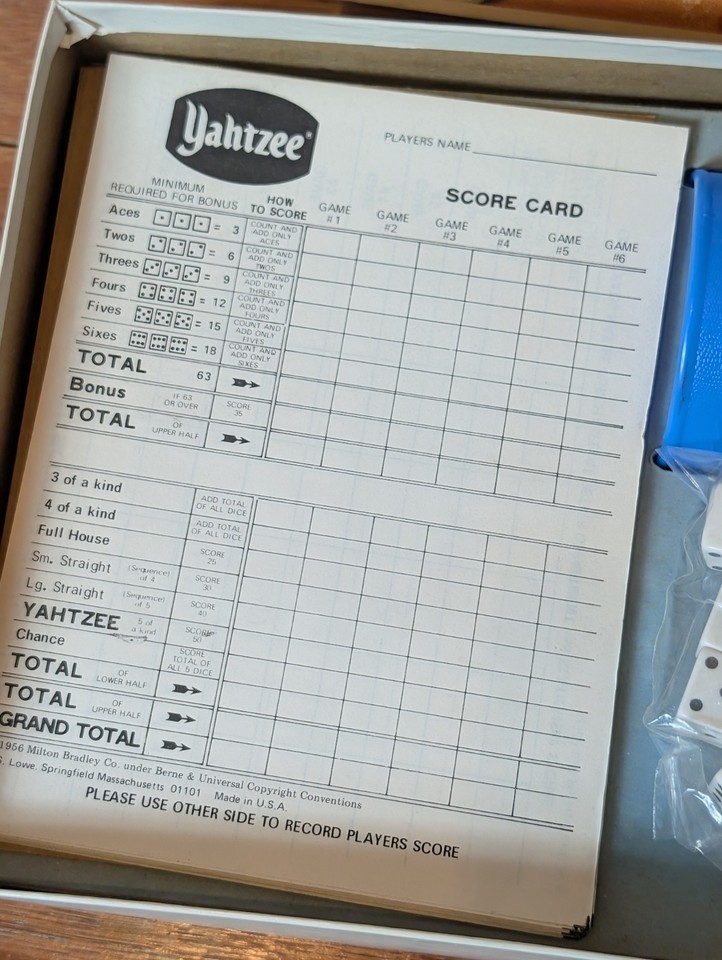 Yahtzee®
PLAYERS NAME
SCORE CARD
MINIMUM
REQUIRED FOR BONUS
HOW
TO SCORE
GAME
#1
GAME
#2
GAME
#3
GAME
#4
GAME
#5
GAME
#6
Aces = 3 COUNT AND ADD ONLY ACES
Twos = 6 COUNT AND ADD ONLY TWOS
Threes = 9 COUNT AND ADD ONLY THREES
Fours = 12 COUNT AND ADD ONLY FOURS
Fives = 15 COUNT AND ADD ONLY FIVES
Sixes = 18 COUNT AND ADD ONLY SIXES
TOTAL 63
Bonus IF 63 OR OVER SCORE 35
TOTAL OF UPPER HALF
3 of a kind ADD TOTAL OF ALL DICE
4 of a kind ADD TOTAL OF ALL DICE
Full House SCORE 25
Sm. Straight (Sequence) of 4 SCORE 30
Lg. Straight (Sequence) of 5 SCORE 40
YAHTZEE 5 of a kind SCORE 50
Chance SCORE TOTAL OF ALL 5 DICE
TOTAL OF LOWER HALF
TOTAL OF UPPER HALF
GRAND TOTAL
1956 Milton Bradley Co. under Berne & Universal Copyright Conventions
S. Lowe. Springfield Massachusetts 01101 Made in U.S.A.
PLEASE USE OTHER SIDE TO RECORD PLAYERS SCORE